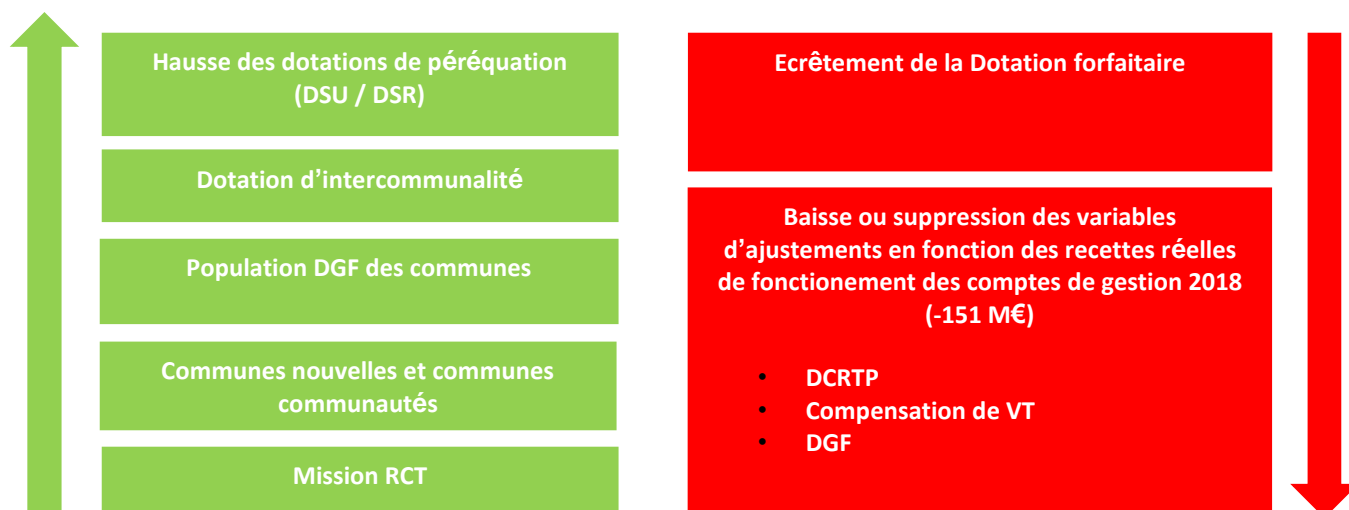 Hausse des dotations de péréquation
(DSU / DSR)
Dotation d’intercommunalité
Population DGF des communes
Communes nouvelles et communes
communautés
Mission RCT
Ecrêtement de la Dotation forfaitaire
Baisse ou suppression des variables
d’ajustements en fonction des recettes réelles
de fonctionement des comptes de gestion 2018
(-151 M€)
• DCRTP
• Compensation de VT
• DGF